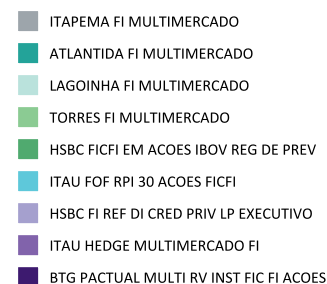 ITAPEMA FI MULTIMERCADO
ATLANTIDA FI MULTIMERCADO
LAGOINHA FI MULTIMERCADO
TORRES FI MULTIMERCADO
HSBC FICFI EM ACOES IBOV REG DE PREV
ITAU FOF RPI 30 ACOES FICFI
HSBC FI REF DI CRED PRIV LP EXECUTIVO
ITAU HEDGE MULTIMERCADO FI
BTG PACTUAL MULTI RV INST FIC FI ACOES